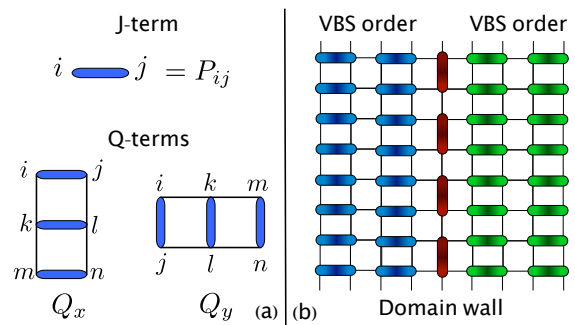 J-term
i j = P_{ij}
Q-terms
i j
k l
m n
Q_x
i k m
j l n
Q_y
(a)
VBS order VBS order
(b)
Domain wall